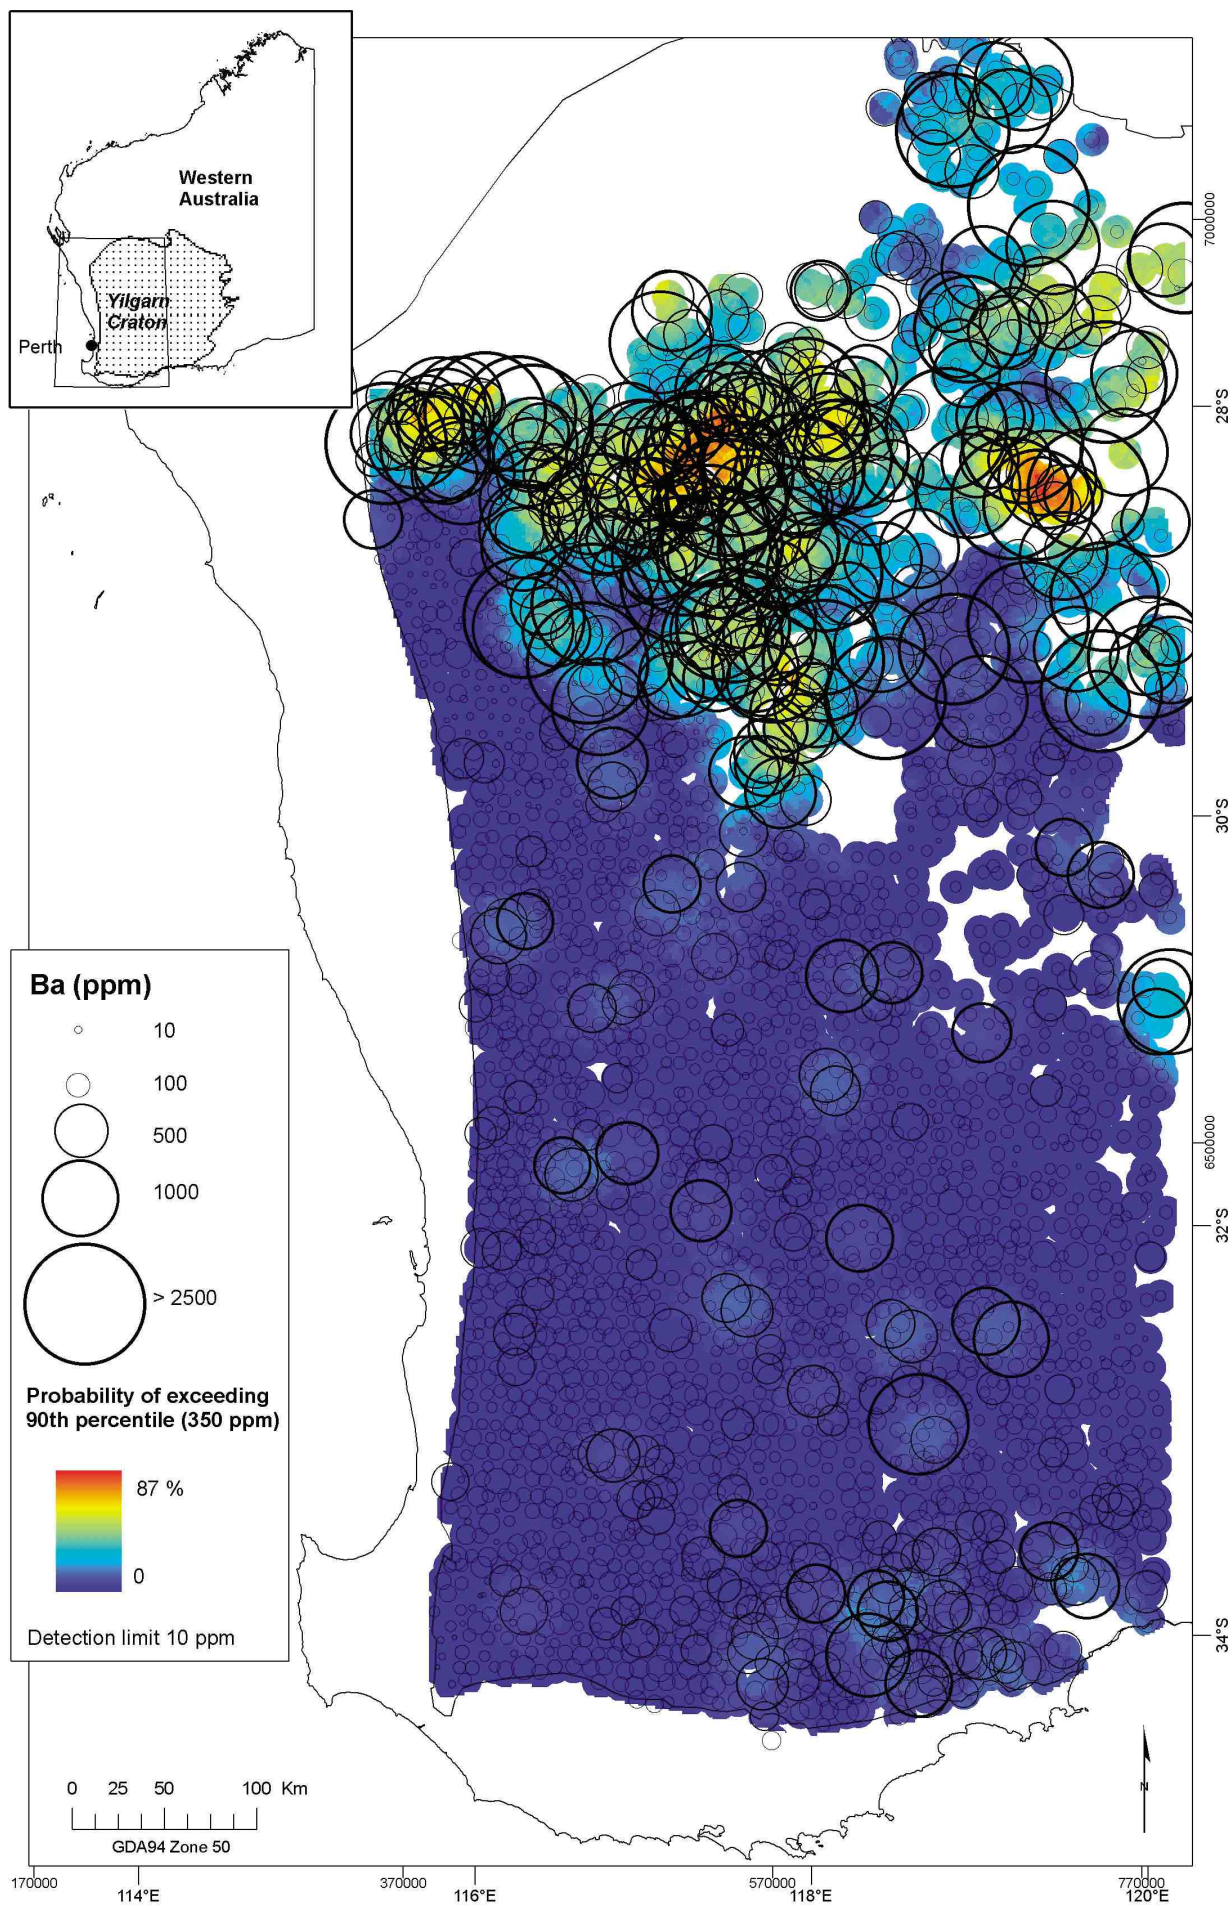 Western
Australia
Yilgarn
Craton
Perth
7000000
28°S
30°S
6500000
32°S
34°S
Ba (ppm)
10
100
500
1000
> 2500
Probability of exceeding
90th percentile (350 ppm)
87 %
0
Detection limit 10 ppm
0 25 50 100 Km
GDA94 Zone 50
N
170000 370000 570000 770000
114°E 116°E 118°E 120°E